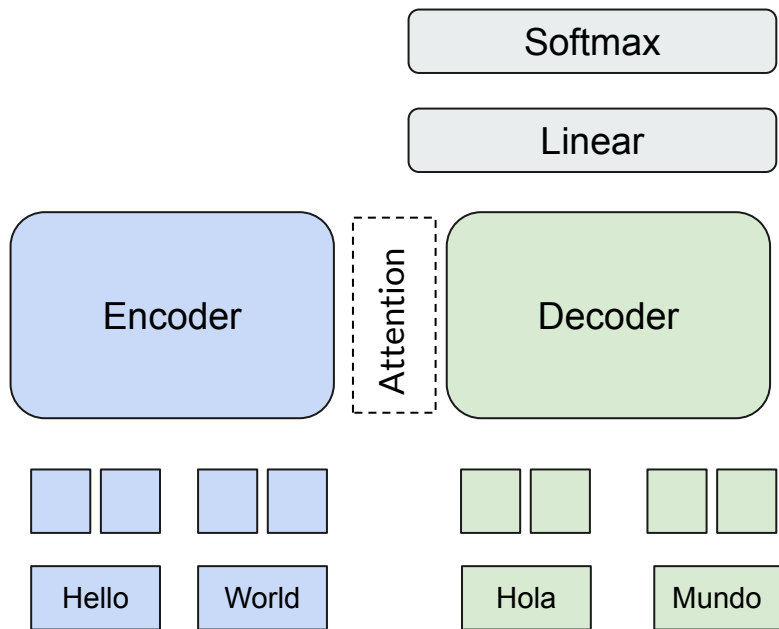 Softmax
Linear
Encoder
Attention
Decoder
Hello
World
Hola
Mundo